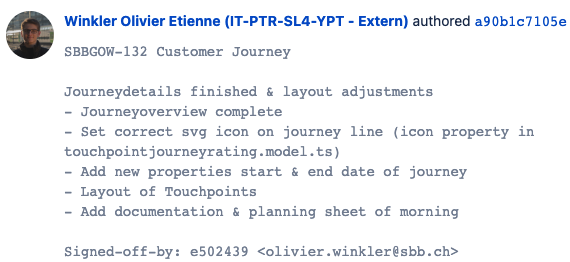 Winkler Olivier Etienne (IT-PTR-SL4-YPT - Extern) authored a90b1c7105e
SBBGOW-132 Customer Journey
Journeydetails finished & layout adjustments
- Journeyoverview complete
- Set correct svg icon on journey line (icon property in
touchpointjourneyrating.model.ts)
- Add new properties start & end date of journey
- Layout of Touchpoints
- Add documentation & planning sheet of morning
Signed-off-by: e502439 <olivier.winkler@sbb.ch>